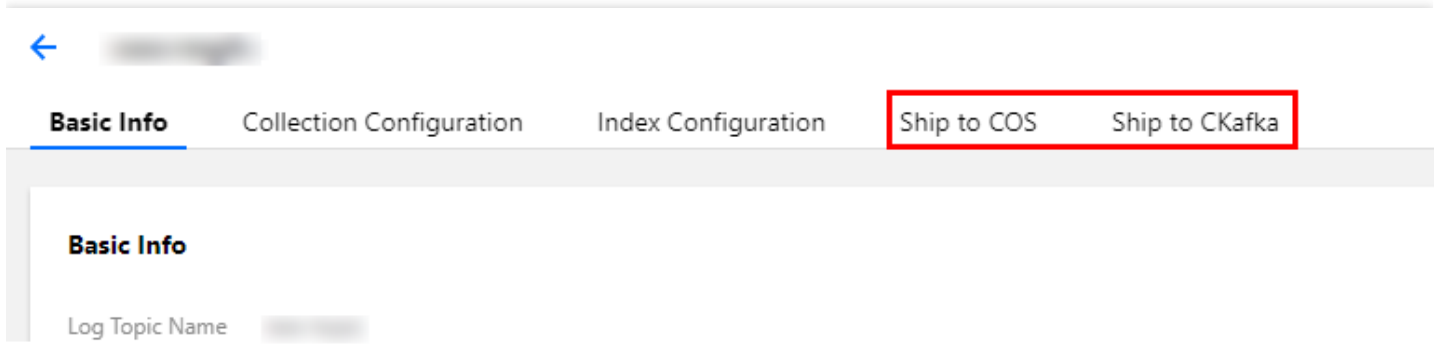 Basic Info Collection Configuration Index Configuration Ship to COS Ship to CKafka
Basic Info
Log Topic Name